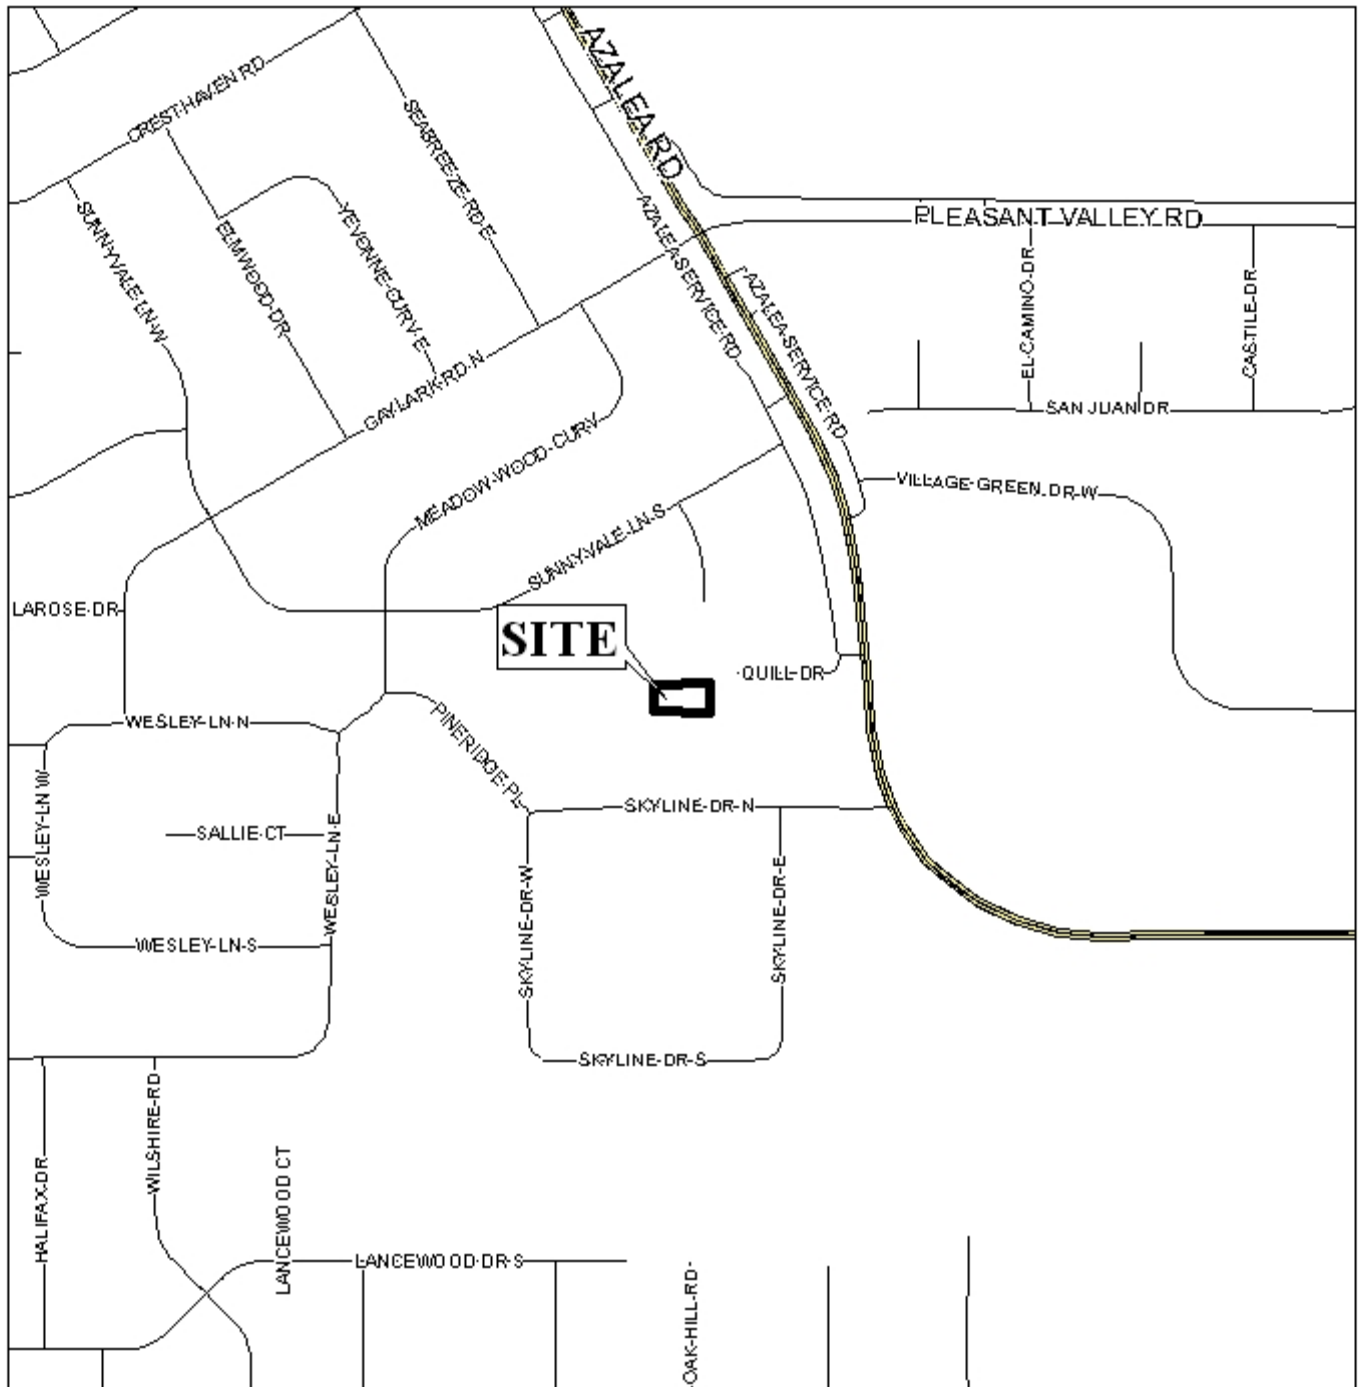 AZALEA RD
CRESTHAVEN RD
SEABREEZE RD E
SUNNYVALE LN W
ELMWOOD DR
YEVONNE CURV E
AZALEA SERVICE RD
PLEASANT VALLEY RD
EL CAMINO DR
CASTILE DR
AZALEA SERVICE RD
GAYLARK RD N
SAN JUAN DR
MEADOW WOOD CURV
VILLAGE GREEN DR W
SUNNYVALE LN S
LAROSE DR
SITE
QUILL DR
PINERIDGE PL
WESLEY LN N
WESLEY LN W
SKYLINE DR N
SALLIE CT
WESLEY LN E
SKYLINE DR W
SKYLINE DR E
WESLEY LN S
SKYLINE DR S
WILSHIRE RD
HALIFAX DR
LANCEWOOD CT
LANCEWOOD DR S
OAK HILL RD